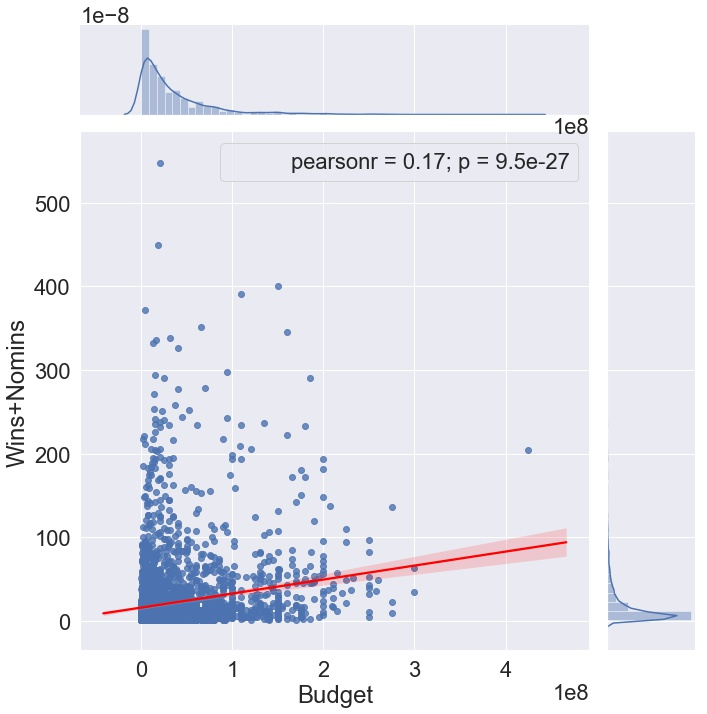 1e−8
1e8
pearsonr = 0.17; p = 9.5e-27
500
400
300
200
100
0
Wins+Nomins
0 1 2 3 4
Budget
1e8